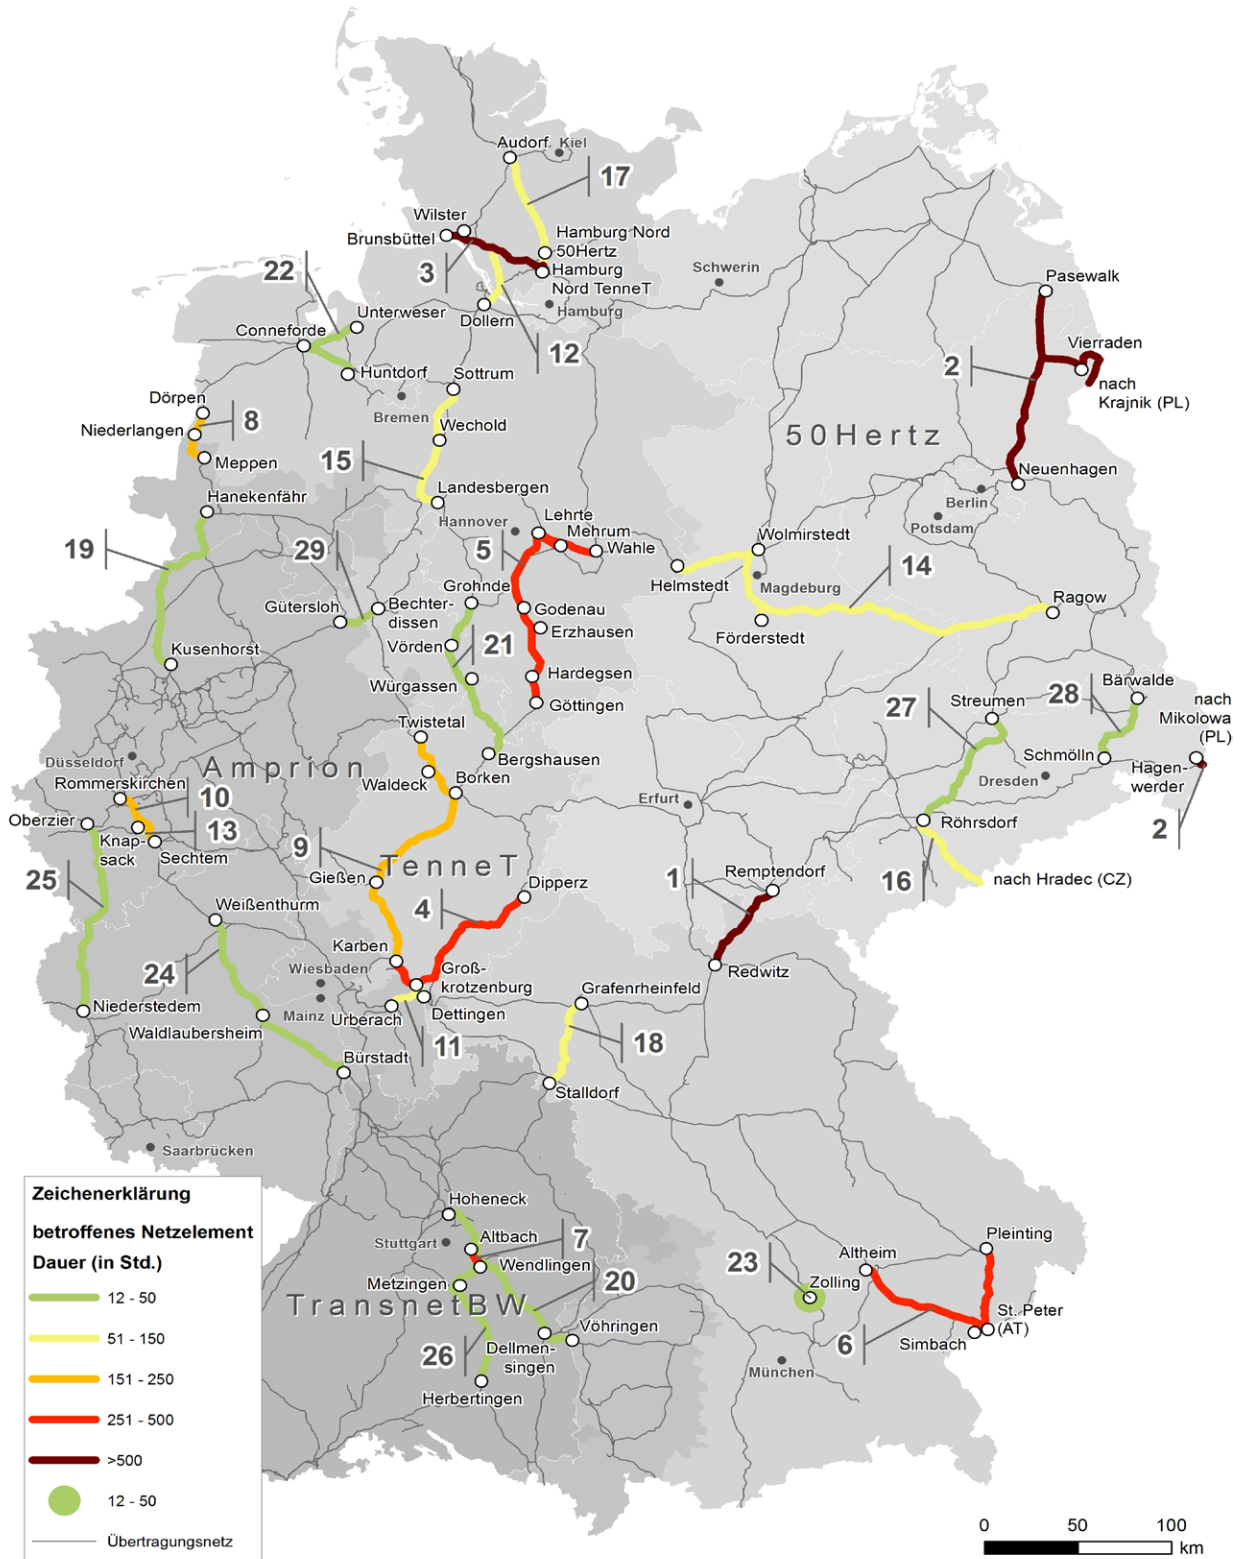 Audorf
Kiel
17
Wilster
Brunsbüttel
Hamburg Nord
50Hertz
Hamburg
Nord TenneT
3
Schwerin
22
Pasewalk
Unterweser
Dollern
Hamburg
Conneforde
12
Vierraden
2
Huntdorf
Sottrum
nach
Krajnik (PL)
Dörpen
Bremen
8
Niederlangen
Wechold
50Hertz
Meppen
15
Neuenhagen
Landesbergen
Hanekenfähr
Berlin
Hannover
Lehrte
Mehrum
Wolmirstedt
Potsdam
19
29
5
Wahle
14
Helmstedt
Magdeburg
Grohnde
Gütersloh
Bechter-
dissen
Godenau
Ragow
Erzhausen
Förderstedt
Vörden
21
Kusenhorst
Würgassen
Hardegsen
Bärwalde
Streumen
28
nach
Mikolowa
(PL)
27
Göttingen
Twistetal
Düsseldorf
Amprion
Bergshausen
Schmölln
Hagen-
werder
Dresden
Rommerskirchen
Waldeck
Borken
10
Erfurt
Oberzier
13
Knap-
sack
Röhrsdorf
2
Sechtem
9
TenneT
25
Gießen
Dipperz
1
Remptendorf
16
nach Hradec (CZ)
4
Weißenthurm
Karben
24
Wiesbaden
Groß-
krotzenburg
Redwitz
Grafenrheinfeld
Niederstedem
Mainz
Urberach
Dettingen
Waldlaubersheim
11
18
Bürstadt
Stalldorf
Saarbrücken
Zeichenerklärung
betroffenes Netzelement
Dauer (in Std.)
12 - 50
51 - 150
151 - 250
251 - 500
>500
12 - 50
Übertragungsnetz
Hoheneck
Stuttgart
Altbach
7
Wendlingen
Metzingen
20
TransnetBW
Vöhringen
26
Dellmen-
singen
Herbertingen
Pleinting
Altheim
23
Zolling
St. Peter
(AT)
6
Simbach
München
0 50 100
km